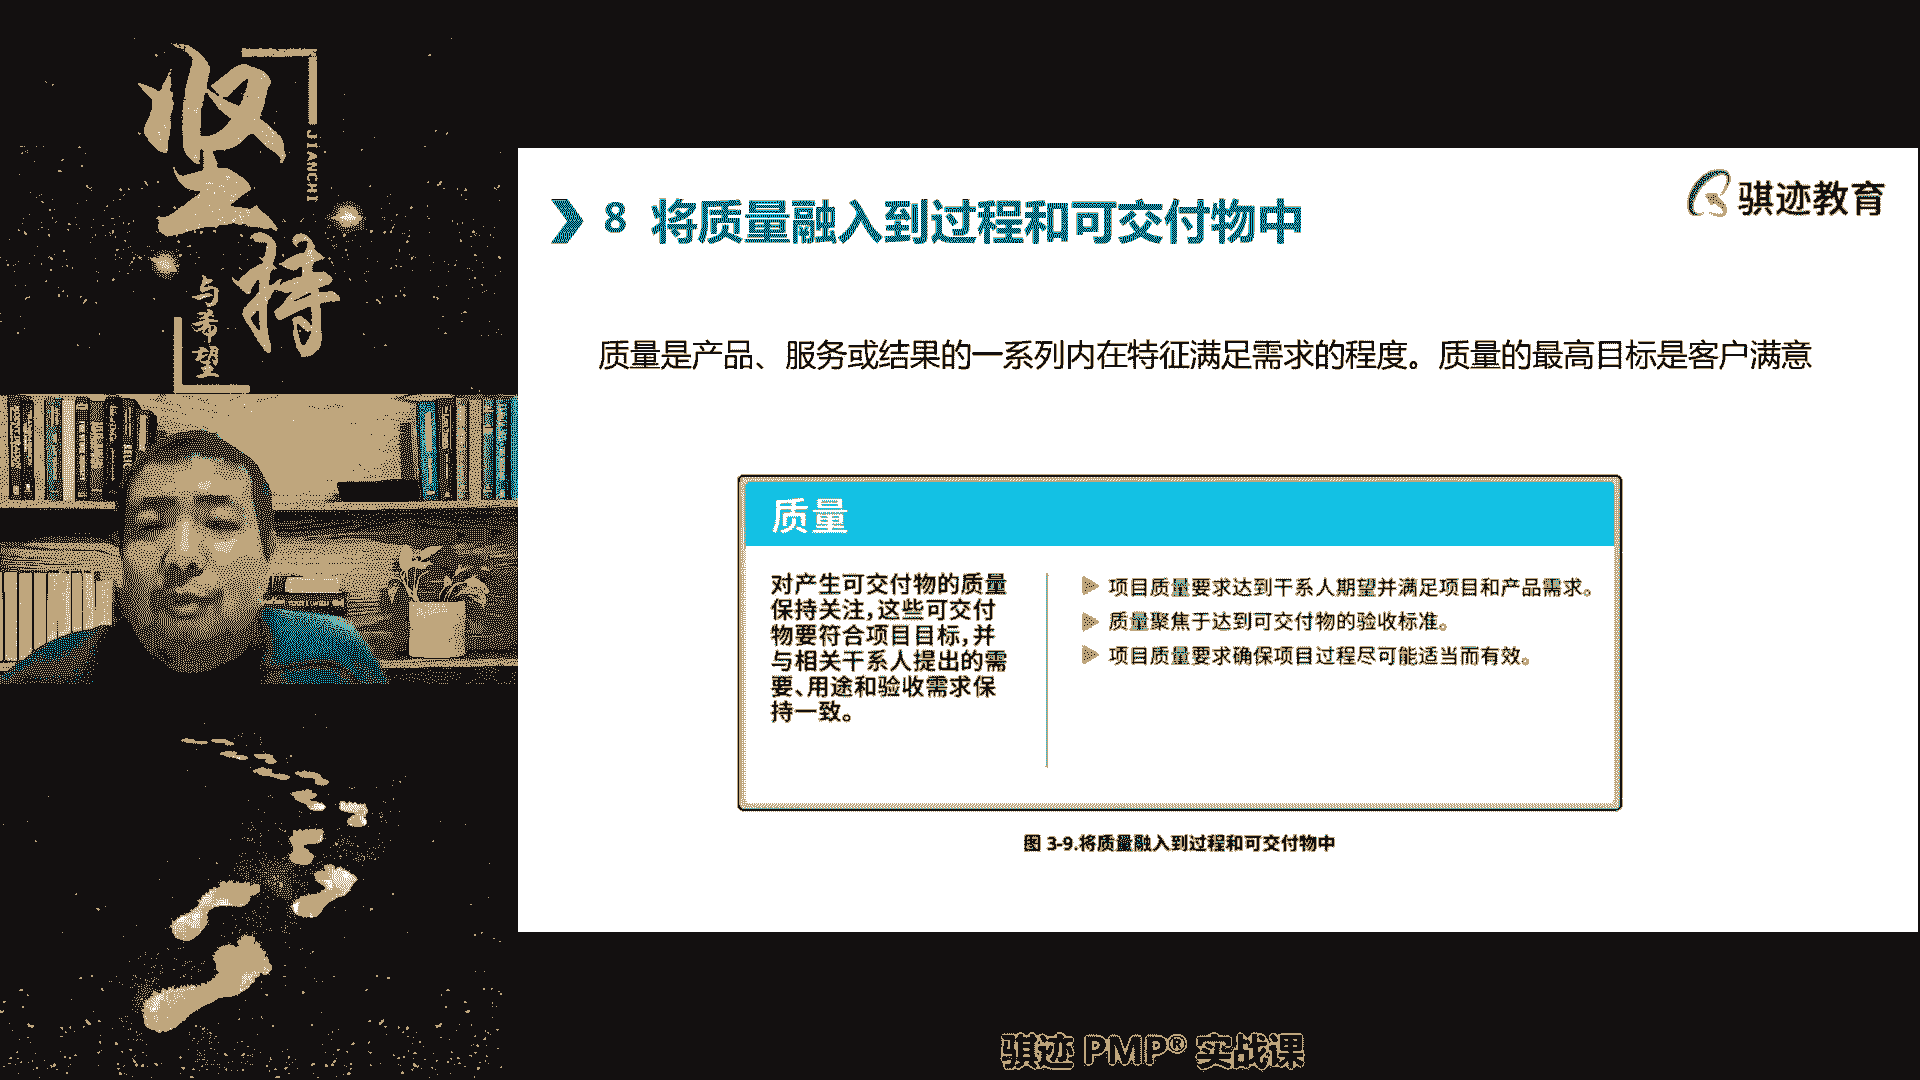 坚持
JIANCHI
与希望
骐迹教育
8 将质量融入到过程和可交付物中
质量是产品、服务或结果的一系列内在特征满足需求的程度。质量的最高目标是客户满意
质量
对产生可交付物的质量
保持关注,这些可交付
物要符合项目目标,并
与相关干系人提出的需
要、用途和验收需求保
持一致。
项目质量要求达到干系人期望并满足项目和产品需求。
质量聚焦于达到可交付物的验收标准。
项目质量要求确保项目过程尽可能适当而有效。
图 3-9.将质量融入到过程和可交付物中
骐迹 PMP® 实战课